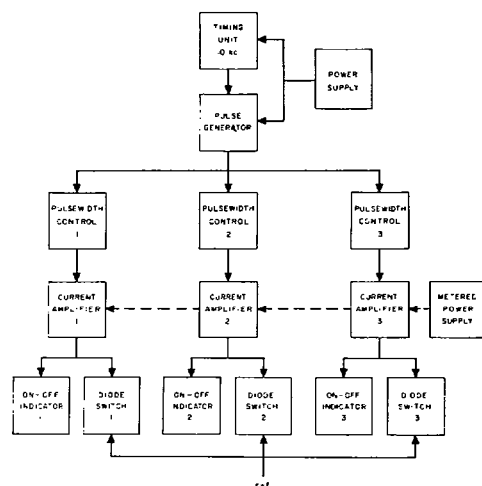 TIMING
UNIT
POWER
SUPPLY
PULSE
GENERATOR
PULSEWIDTH
CONTROL
1
PULSEWIDTH
CONTROL
2
PULSEWIDTH
CONTROL
3
CURRENT
AMPLIFIER
1
CURRENT
AMPLIFIER
2
CURRENT
AMPLIFIER
3
METERED
POWER
SUPPLY
ON-OFF
INDICATOR
DIODE
SWITCH
1
ON-OFF
INDICATOR
2
DIODE
SWITCH
2
ON-OFF
INDICATOR
3
DIODE
SWITCH
3